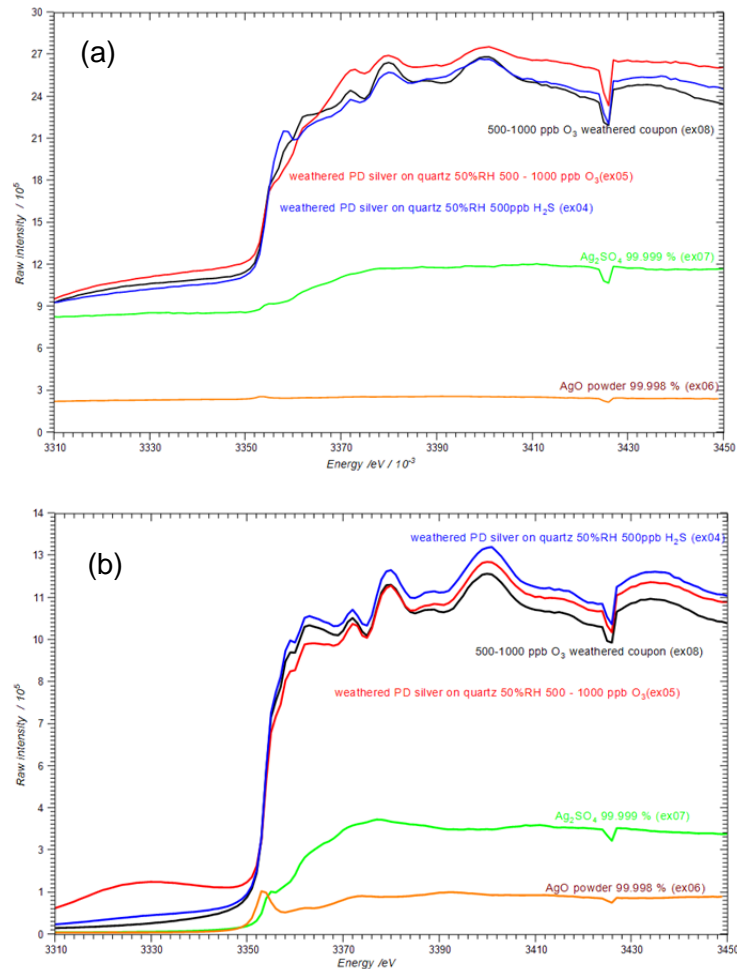 (a)
30
27
24
21
18
15
12
9
6
3
0
Raw intensity / 10⁵
500-1000 ppb O₃ weathered coupon (ex08)
weathered PD silver on quartz 50%RH 500 - 1000 ppb O₃(ex05)
weathered PD silver on quartz 50%RH 500ppb H₂S (ex04)
Ag₂SO₄ 99.999 % (ex07)
AgO powder 99.998 % (ex06)
3310 3330 3350 3370 3390 3410 3430 3450
Energy /eV / 10⁻³
(b)
14
13
11
10
8
7
6
4
3
1
0
Raw intensity / 10⁵
weathered PD silver on quartz 50%RH 500ppb H₂S (ex04)
500-1000 ppb O₃ weathered coupon (ex08)
weathered PD silver on quartz 50%RH 500 - 1000 ppb O₃(ex05)
Ag₂SO₄ 99.999 % (ex07)
AgO powder 99.998 % (ex06)
3310 3330 3350 3370 3390 3410 3430 3450
Energy /eV